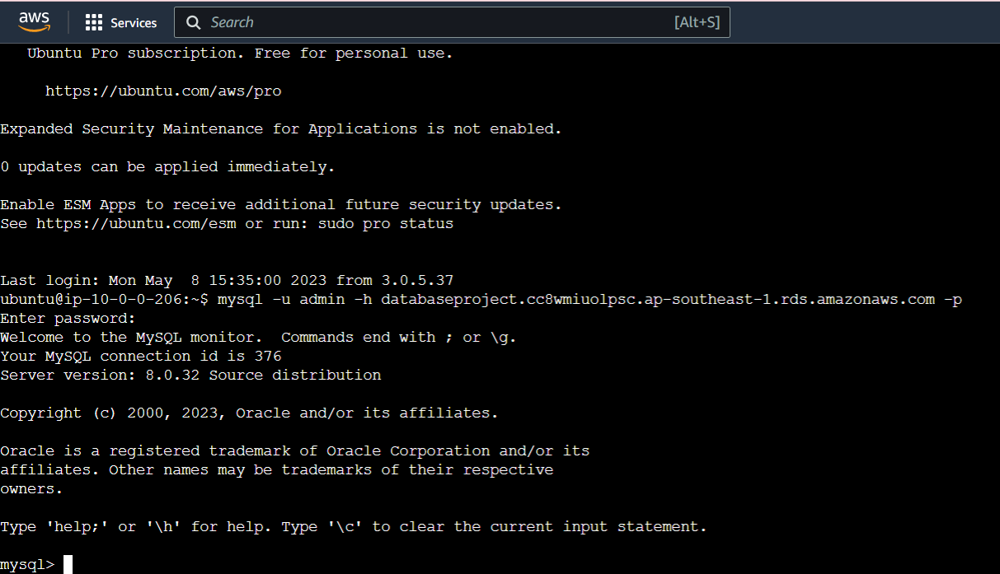 aws
Services
Search
[Alt+S]
Ubuntu Pro subscription. Free for personal use.
https://ubuntu.com/aws/pro
Expanded Security Maintenance for Applications is not enabled.
0 updates can be applied immediately.
Enable ESM Apps to receive additional future security updates.
See https://ubuntu.com/esm or run: sudo pro status
Last login: Mon May  8 15:35:00 2023 from 3.0.5.37
ubuntu@ip-10-0-0-206:~$ mysql -u admin -h databaseproject.cc8wmiuolpsc.ap-southeast-1.rds.amazonaws.com -p
Enter password:
Welcome to the MySQL monitor.  Commands end with ; or \g.
Your MySQL connection id is 376
Server version: 8.0.32 Source distribution
Copyright (c) 2000, 2023, Oracle and/or its affiliates.
Oracle is a registered trademark of Oracle Corporation and/or its
affiliates. Other names may be trademarks of their respective
owners.
Type 'help;' or '\h' for help. Type '\c' to clear the current input statement.
mysql>